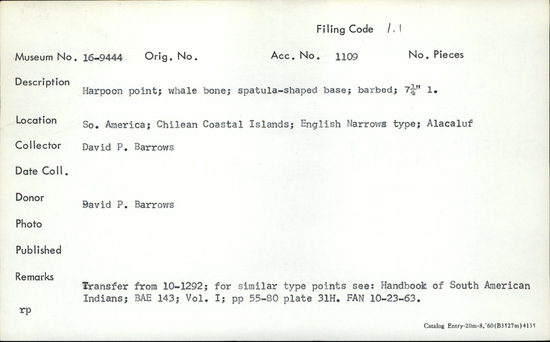 Filing Code 1.1
Museum No. 16-9444 Orig. No. Acc. No. 1109 No. Pieces
Description Harpoon point; whale bone; spatula-shaped base; barbed; 7¼" l.
Location So. America; Chilean Coastal Islands; English Narrows type; Alacaluf
Collector David P. Barrows
Date Coll.
Donor David P. Barrows
Photo
Published
Remarks Transfer from 10-1292; for similar type points see: Handbook of South American
Indians; BAE 143; Vol. I; pp 55-80 plate 31H. FAN 10-23-63.
rp
Catalog Entry-20m-8,'60(B3527m)4135